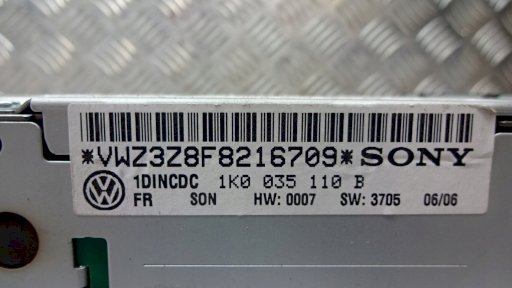 *VWZ3Z8F8216709* SONY
1DINCDC 1K0 035 110 B
FR SON HW: 0007 SW: 3705 06/06